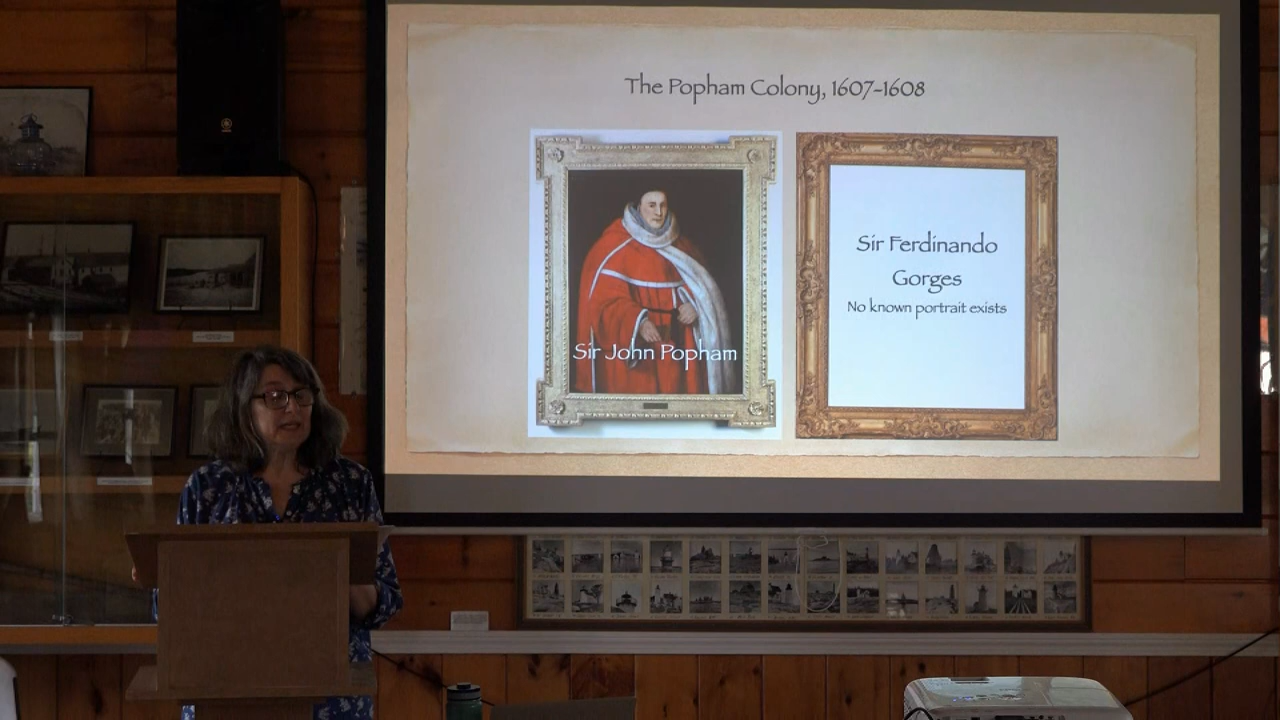 The Popham Colony, 1607-1608
Sir John Popham
Sir Ferdinando
Gorges
No known portrait exists